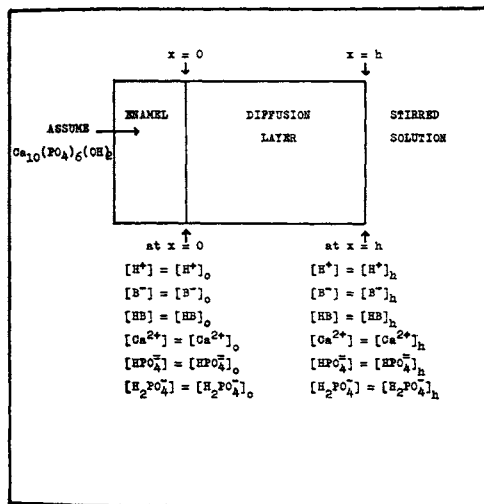 x = 0 x = h
ENAMEL DIFFUSION LAYER STIRRED SOLUTION
ASSUME
Ca10(PO4)6(OH)2
at x = 0 at x = h
[H⁺] = [H⁺]o [H⁺] = [H⁺]h
[B⁻] = [B⁻]o [B⁻] = [B⁻]h
[HB] = [HB]o [HB] = [HB]h
[Ca²⁺] = [Ca²⁺]o [Ca²⁺] = [Ca²⁺]h
[HPO4⁼] = [HPO4⁼]o [HPO4⁼] = [HPO4⁼]h
[H2PO4⁻] = [H2PO4⁻]o [H2PO4⁻] = [H2PO4⁻]h